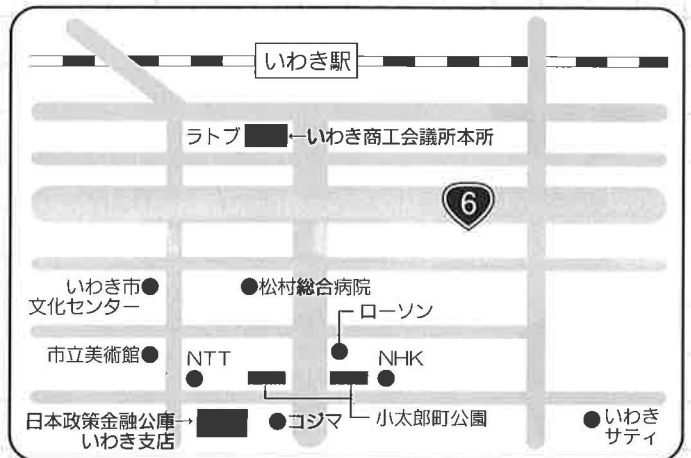 いわき駅
ラトブ
←いわき商工会議所本所
6
いわき市
文化センター
松村総合病院
ローソン
市立美術館
NTT
NHK
日本政策金融公庫→
いわき支店
コジマ
小太郎町公園
いわき
サティ